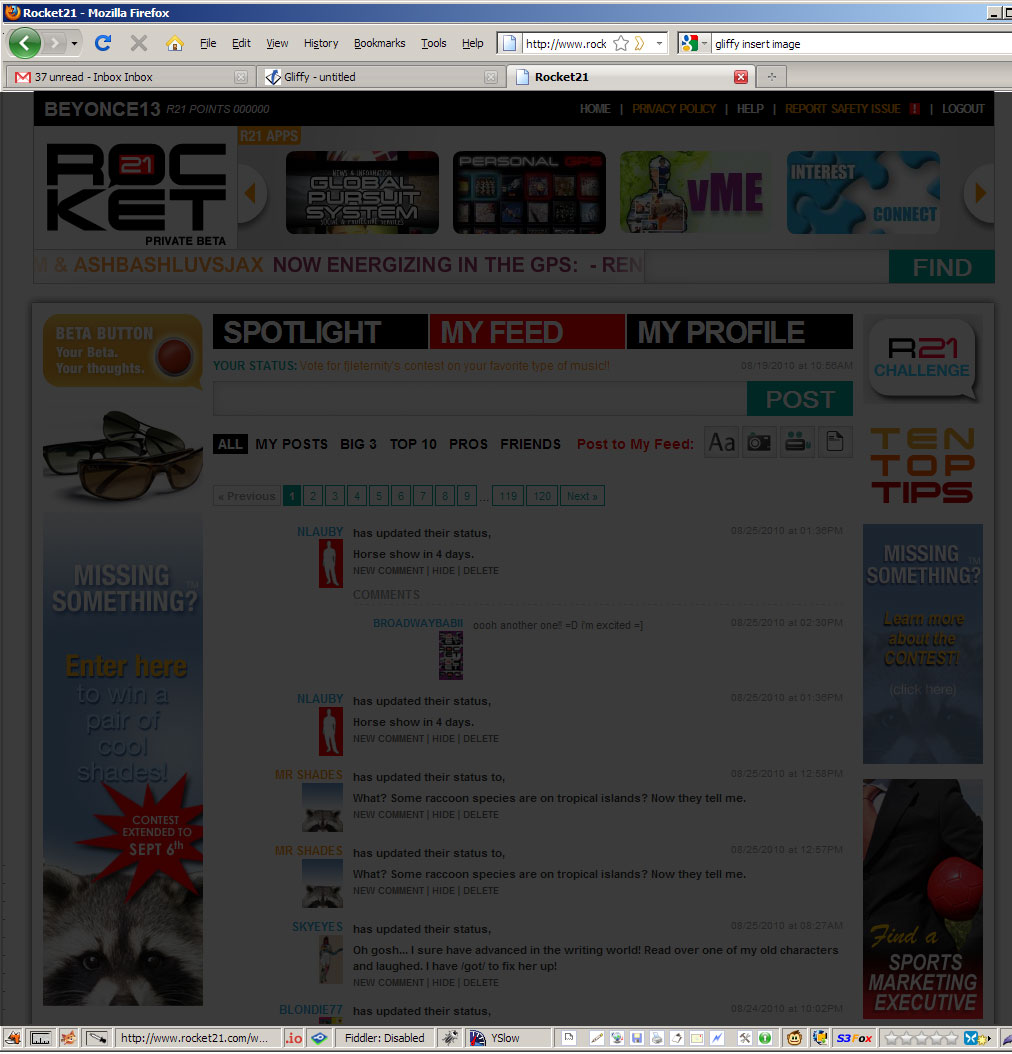 Rocket21 - Mozilla Firefox
File Edit View History Bookmarks Tools Help http://www.rock gliffy insert image
37 unread - Inbox Inbox Gliffy - untitled Rocket21
BEYONCE13 R21 POINTS 000000 HOME | PRIVACY POLICY | HELP | REPORT SAFETY ISSUE ! | LOGOUT
R21 APPS
ROCKET 21
PRIVATE BETA
NEWS & INFORMATION
GLOBAL PURSUIT SYSTEM
SOCIAL & PROFESSIONAL SERVICES
PERSONAL GPS
vME
INTEREST CONNECT
M & ASHBASHLUVSJAX NOW ENERGIZING IN THE GPS: - REN
FIND
BETA BUTTON
Your Beta.
Your thoughts.
SPOTLIGHT MY FEED MY PROFILE
R21
CHALLENGE
YOUR STATUS: Vote for fjleternity's contest on your favorite type of music!! 08/19/2010 at 10:56AM
POST
ALL MY POSTS BIG 3 TOP 10 PROS FRIENDS Post to My Feed: Aa
TEN
TOP
TIPS
« Previous 1 2 3 4 5 6 7 8 9 ... 119 120 Next »
NLAUBY has updated their status, 08/25/2010 at 01:36PM
Horse show in 4 days.
NEW COMMENT | HIDE | DELETE
COMMENTS
BROADWAYBABII oooh another one!! =D i'm excited =] 08/25/2010 at 02:30PM
NLAUBY has updated their status, 08/25/2010 at 01:36PM
Horse show in 4 days.
NEW COMMENT | HIDE | DELETE
MR SHADES has updated their status to, 08/25/2010 at 12:58PM
What? Some raccoon species are on tropical islands? Now they tell me.
NEW COMMENT | HIDE | DELETE
MR SHADES has updated their status to, 08/25/2010 at 12:57PM
What? Some raccoon species are on tropical islands? Now they tell me.
NEW COMMENT | HIDE | DELETE
SKYEYES has updated their status to, 08/25/2010 at 08:27AM
Oh gosh... I sure have advanced in the writing world! Read over one of my old characters
and laughed. I have /got/ to fix her up!
NEW COMMENT | HIDE | DELETE
BLONDIE77 has updated their status to, 08/24/2010 at 10:02PM
MISSING
SOMETHING?™
Enter here
to win a
pair of
cool
shades!
CONTEST
EXTENDED TO
SEPT 6th
MISSING
SOMETHING?™
Learn more
about the
CONTEST!
(click here)
Find a
SPORTS
MARKETING
EXECUTIVE
http://www.rocket21.com/w... .io Fiddler: Disabled YSlow S3Fox